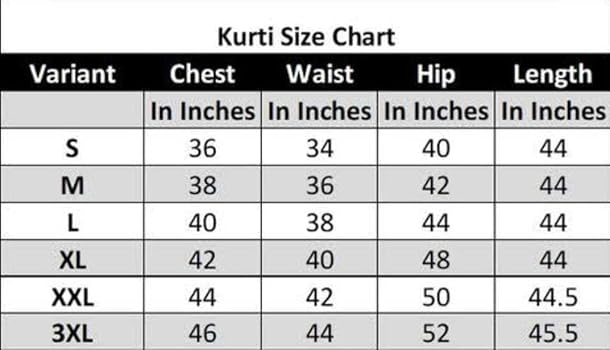 Kurti Size Chart
Variant Chest Waist Hip Length
In Inches In Inches In Inches In Inches
S 36 34 40 44
M 38 36 42 44
L 40 38 44 44
XL 42 40 48 44
XXL 44 42 50 44.5
3XL 46 44 52 45.5